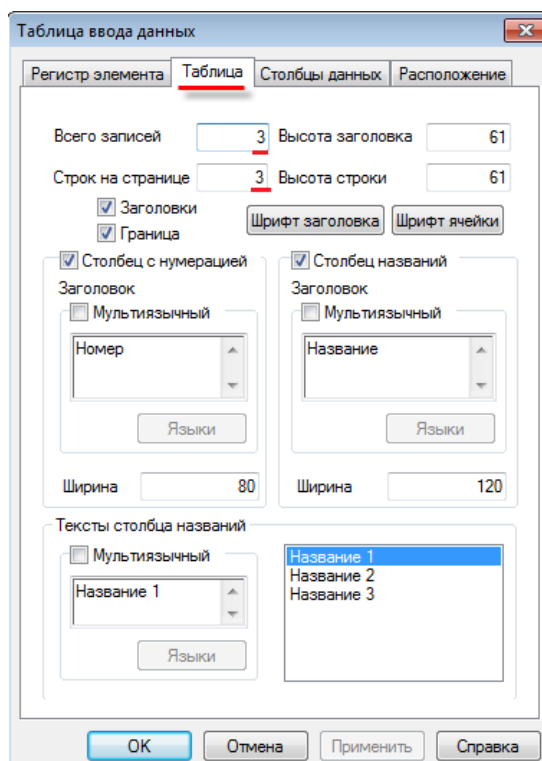 Таблица ввода данных
Регистр элемента Таблица Столбцы данных Расположение
Всего записей 3 Высота заголовка 61
Строк на странице 3 Высота строки 61
Заголовки
Граница
Шрифт заголовка Шрифт ячейки
Столбец с нумерацией Столбец названий
Заголовок Заголовок
Мультиязычный Мультиязычный
Номер Название
Языки Языки
Ширина 80 Ширина 120
Тексты столбца названий
Мультиязычный Название 1
Название 2
Название 1 Название 3
Языки
OK Отмена Применить Справка